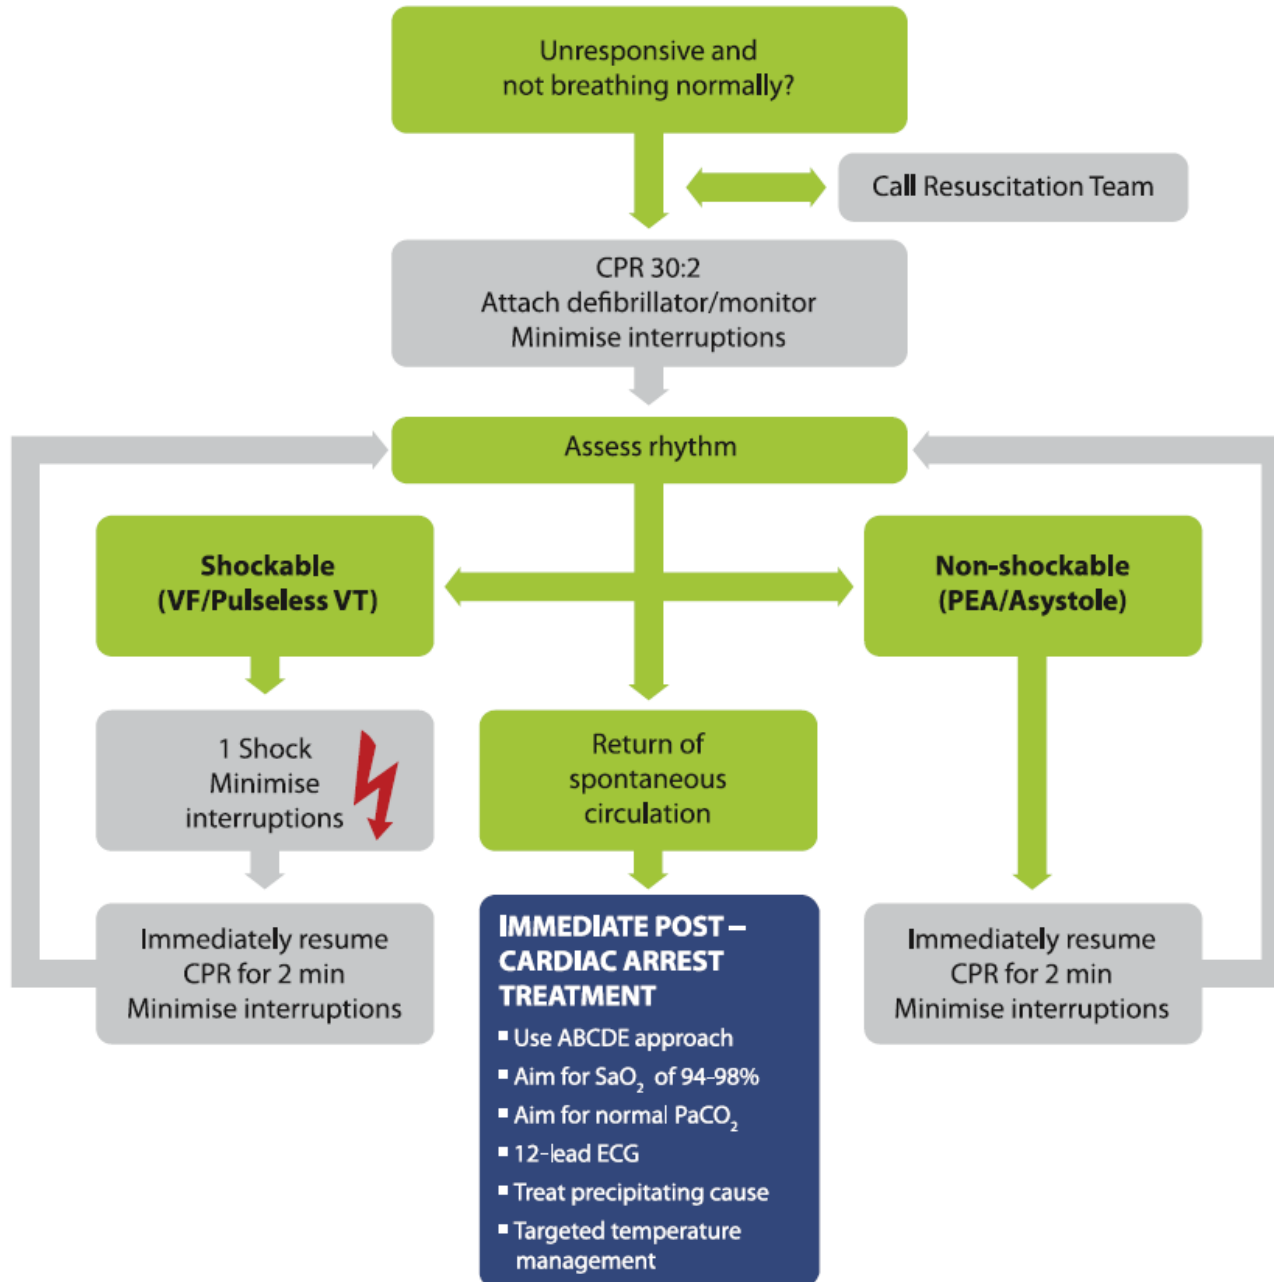 Unresponsive and
not breathing normally?
Call Resuscitation Team
CPR 30:2
Attach defibrillator/monitor
Minimise interruptions
Assess rhythm
Shockable
(VF/Pulseless VT)
Non-shockable
(PEA/Asystole)
1 Shock
Minimise
interruptions
Return of
spontaneous
circulation
Immediately resume
CPR for 2 min
Minimise interruptions
IMMEDIATE POST –
CARDIAC ARREST
TREATMENT
▪ Use ABCDE approach
▪ Aim for SaO₂ of 94-98%
▪ Aim for normal PaCO₂
▪ 12-lead ECG
▪ Treat precipitating cause
▪ Targeted temperature
management
Immediately resume
CPR for 2 min
Minimise interruptions